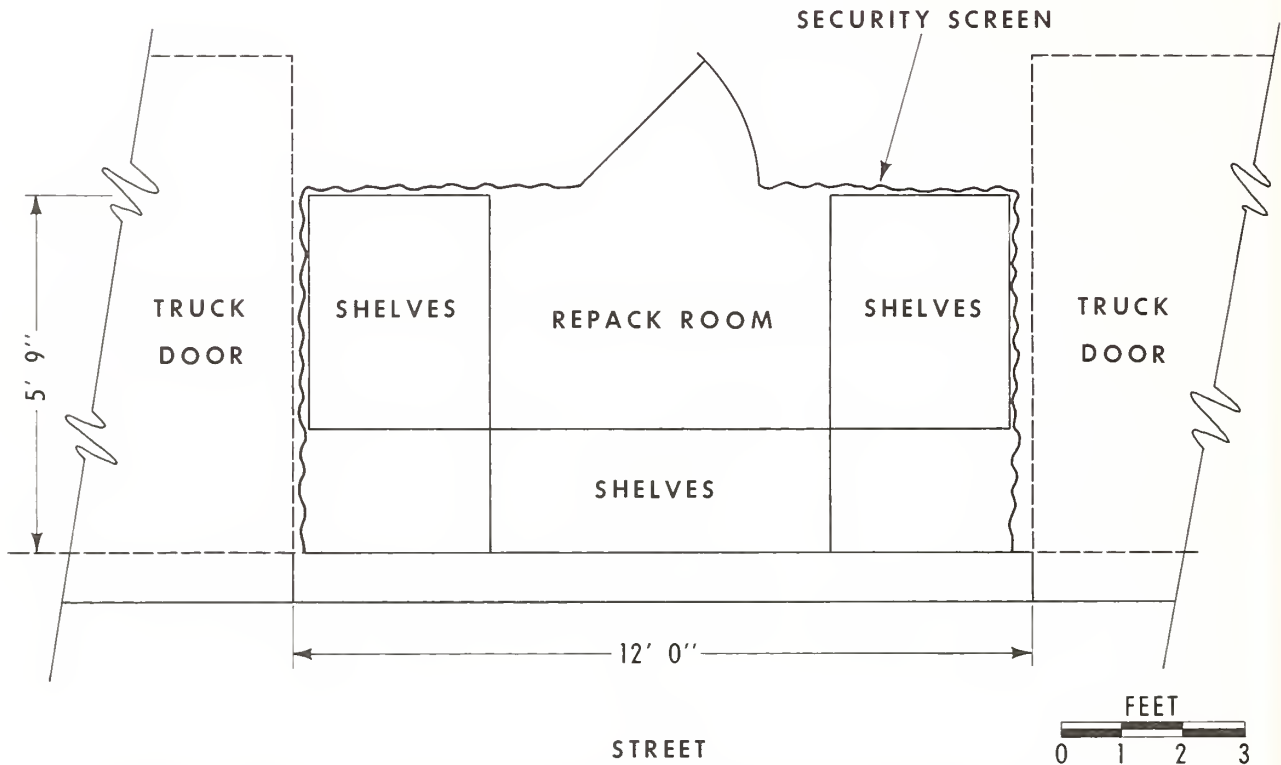 SECURITY SCREEN
TRUCK
DOOR
SHELVES
REPACK ROOM
SHELVES
TRUCK
DOOR
5' 9''
SHELVES
12' 0''
FEET
0 1 2 3
STREET